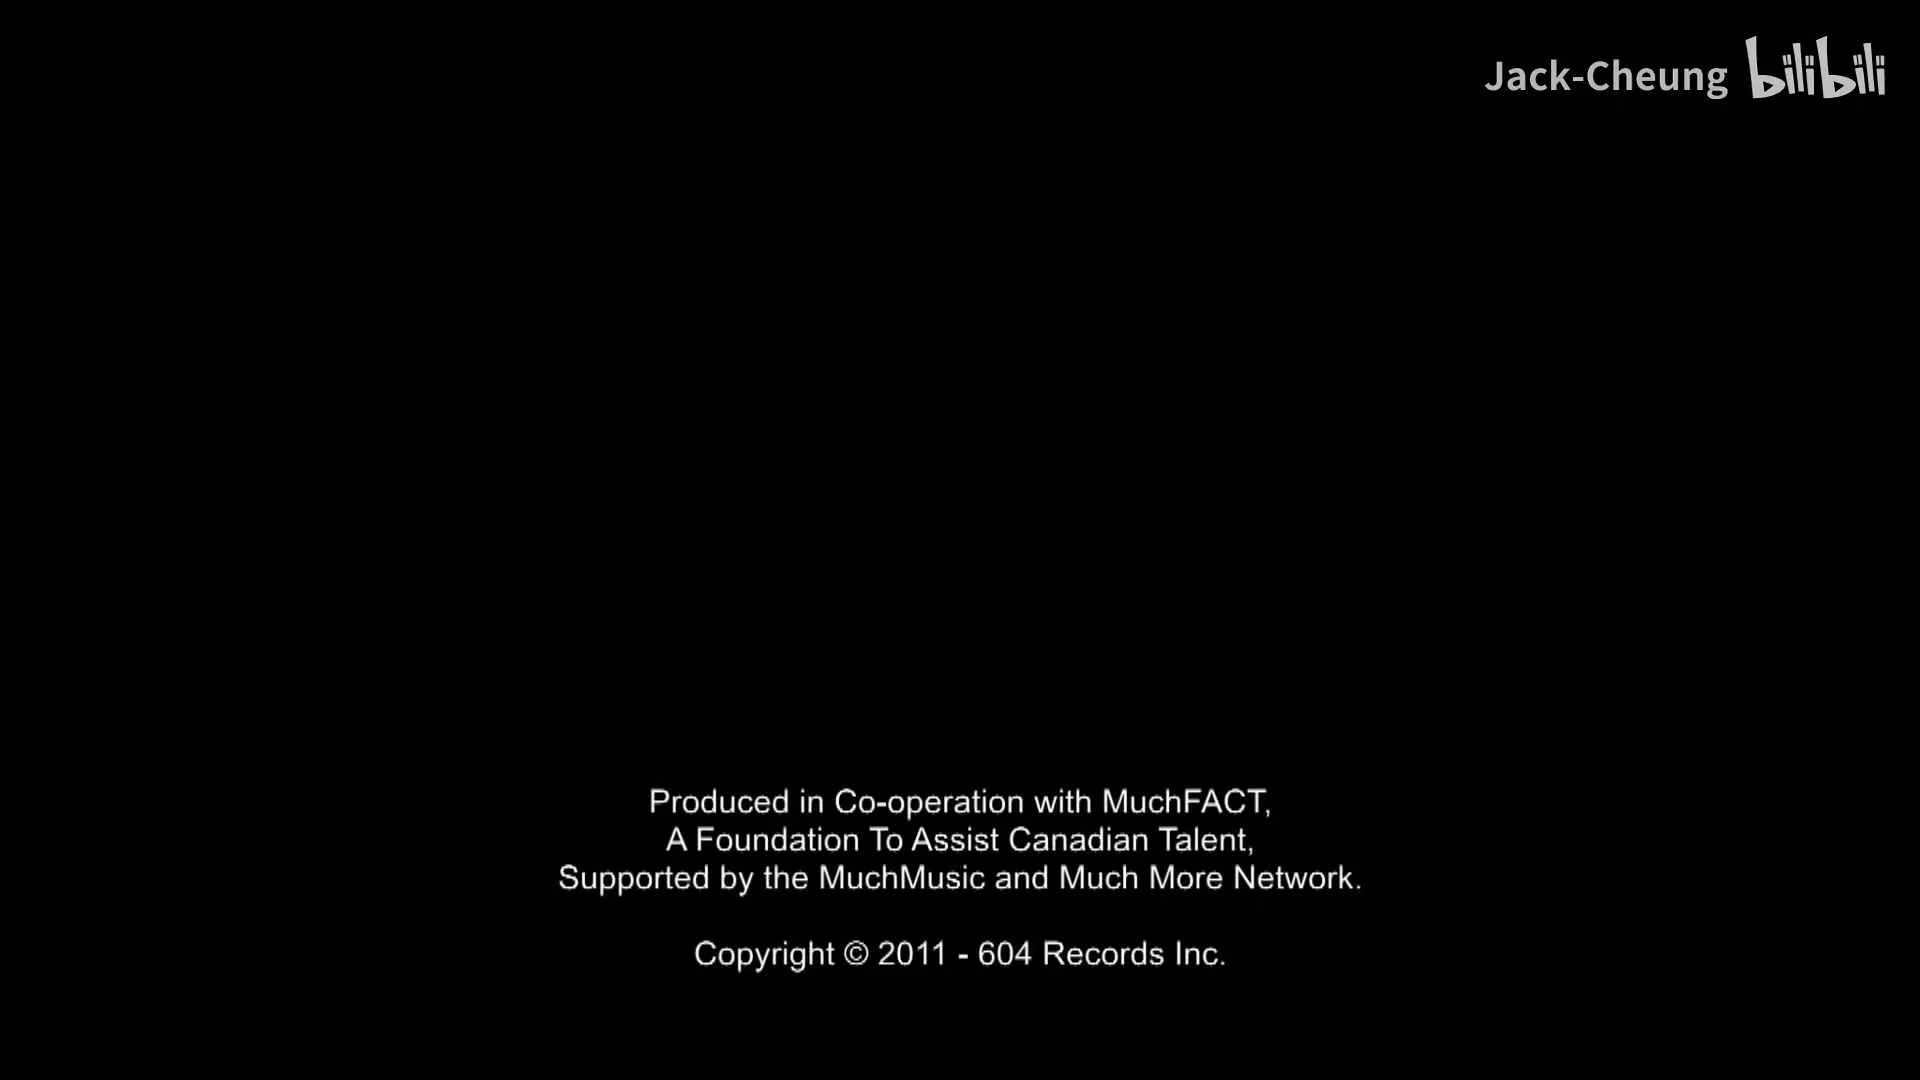 Jack-Cheung bilibili
Produced in Co-operation with MuchFACT,
A Foundation To Assist Canadian Talent,
Supported by the MuchMusic and Much More Network.
Copyright © 2011 - 604 Records Inc.